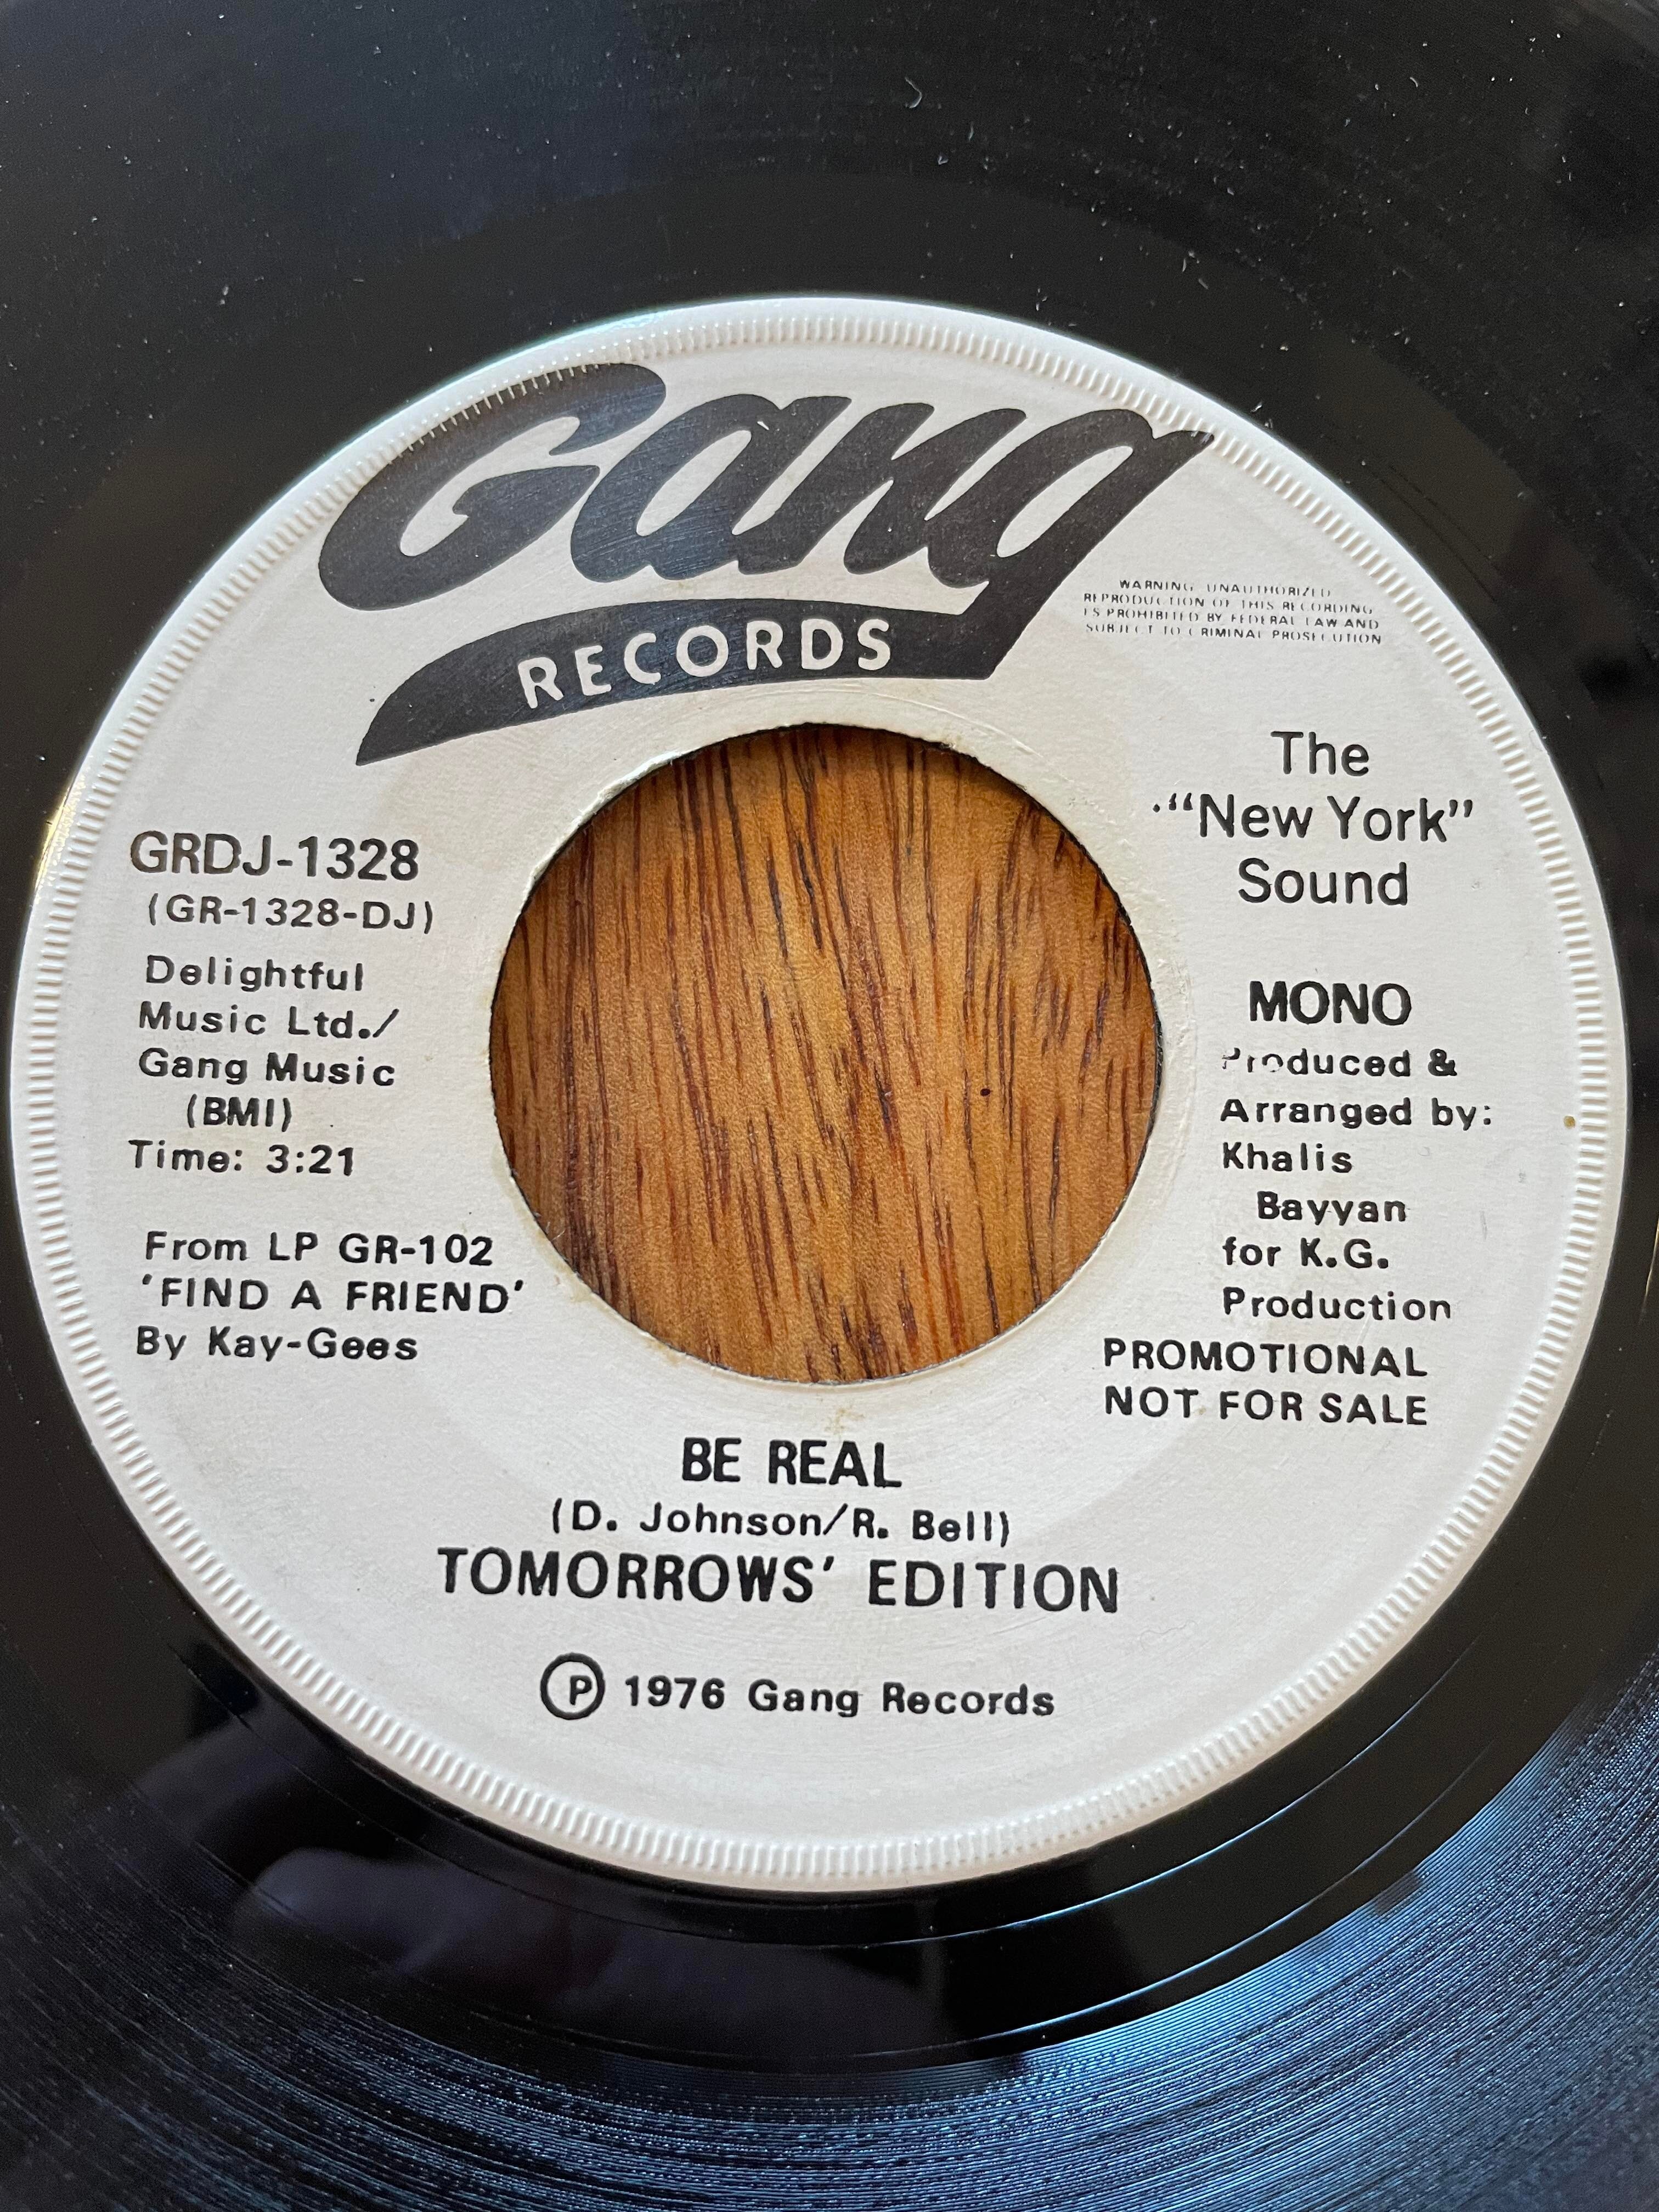 Gang
RECORDS
WARNING: UNAUTHORIZED
REPRODUCTION OF THIS RECORDING
IS PROHIBITED BY FEDERAL LAW AND
SUBJECT TO CRIMINAL PROSECUTION
The
"New York"
Sound
GRDJ-1328
(GR-1328-DJ)
Delightful
Music Ltd./
Gang Music
(BMI)
Time: 3:21
From LP GR-102
'FIND A FRIEND'
By Kay-Gees
MONO
Produced &
Arranged by:
Khalis
Bayyan
for K.G.
Production
PROMOTIONAL
NOT FOR SALE
BE REAL
(D. Johnson/R. Bell)
TOMORROWS' EDITION
Ⓟ 1976 Gang Records